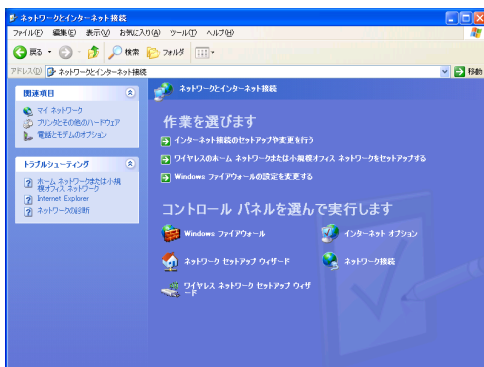 ネットワークとインターネット接続
ファイル(F) 編集(E) 表示(V) お気に入り(A) ツール(T) ヘルプ(H)
戻る 検索 フォルダ
アドレス(D) ネットワークとインターネット接続 移動
関連項目
マイ ネットワーク
プリンタとその他のハードウェア
電話とモデムのオプション
トラブルシューティング
ホーム ネットワークまたは小規
模オフィス ネットワーク
Internet Explorer
ネットワークの診断
ネットワークとインターネット接続
作業を選びます
インターネット接続のセットアップや変更を行う
ワイヤレスのホーム ネットワークまたは小規模オフィス ネットワークをセットアップする
Windows ファイアウォールの設定を変更する
コントロール パネルを選んで実行します
Windows ファイアウォール
インターネット オプション
ネットワーク セットアップ ウィザード
ネットワーク接続
ワイヤレス ネットワーク セットアップ ウィザ
ード